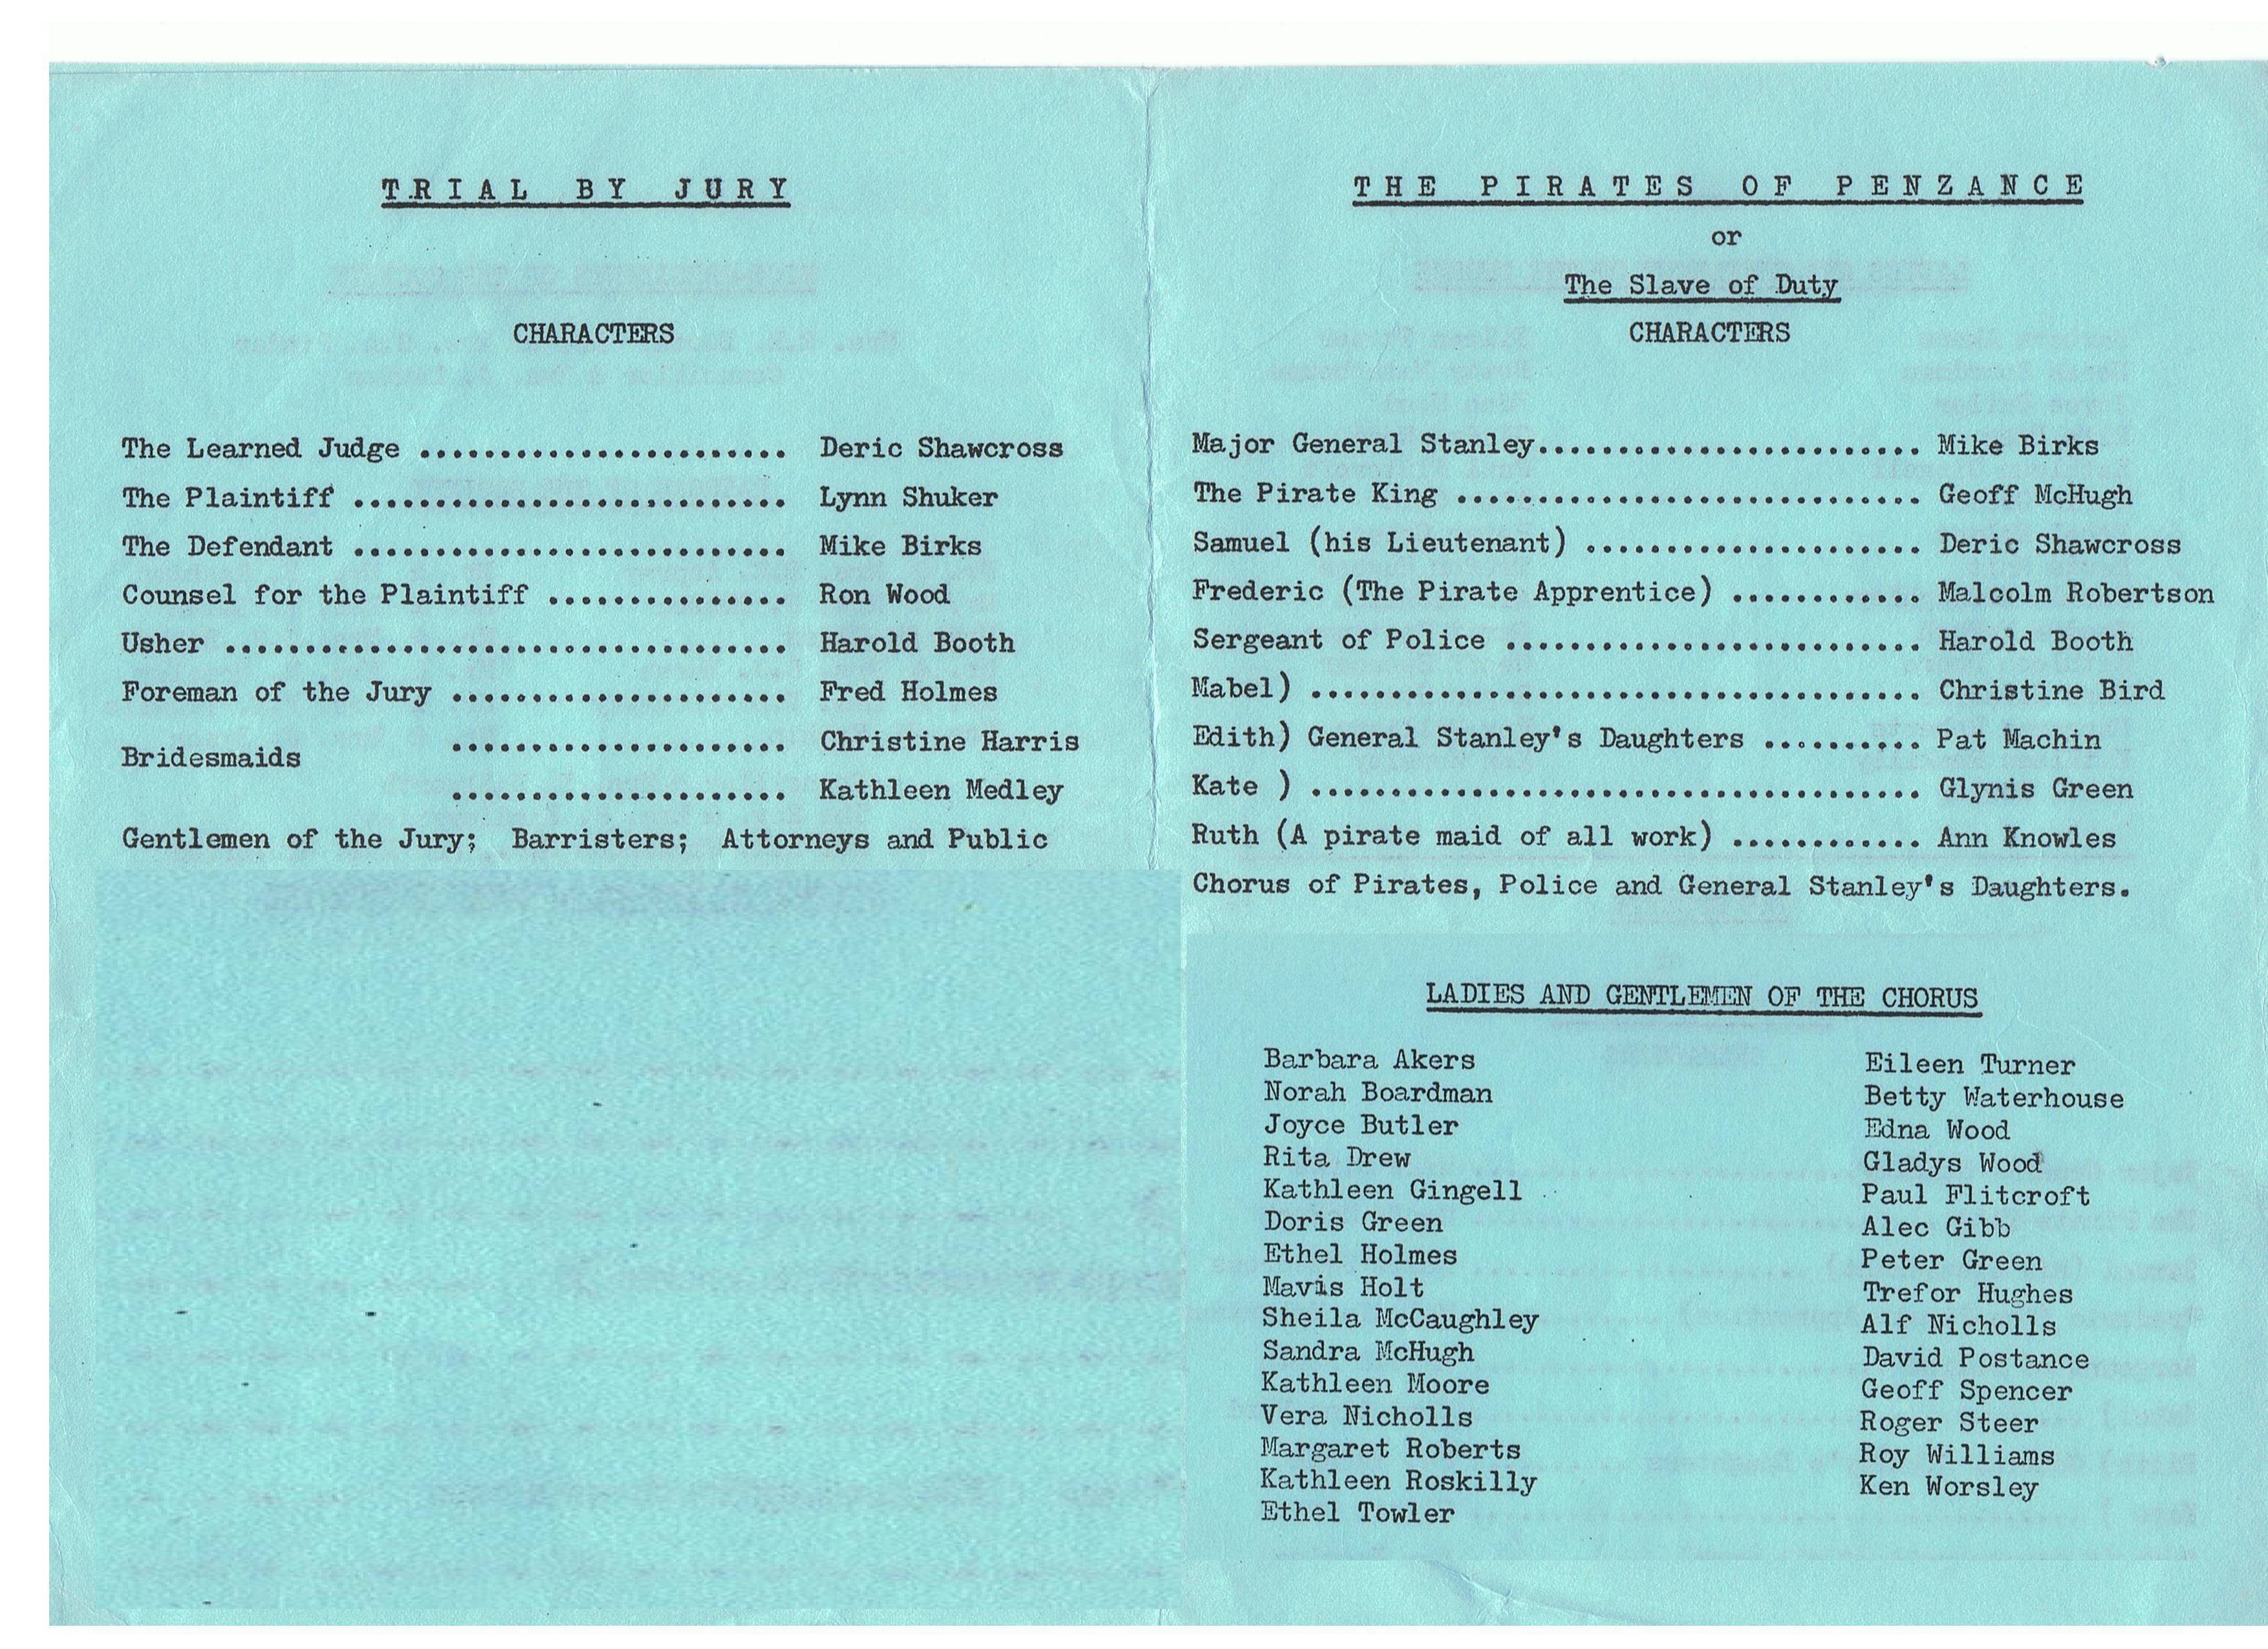 TRIAL BY JURY
CHARACTERS
The Learned Judge ....................... Deric Shawcross
The Plaintiff ........................... Lynn Shuker
The Defendant ........................... Mike Birks
Counsel for the Plaintiff ............... Ron Wood
Usher ................................... Harold Booth
Foreman of the Jury ..................... Fred Holmes
Bridesmaids ..................... Christine Harris
..................... Kathleen Medley
Gentlemen of the Jury; Barristers; Attorneys and Public
THE PIRATES OF PENZANCE
or
The Slave of Duty
CHARACTERS
Major General Stanley........................ Mike Birks
The Pirate King ............................. Geoff McHugh
Samuel (his Lieutenant) ..................... Deric Shawcross
Frederic (The Pirate Apprentice) ............ Malcolm Robertson
Sergeant of Police .......................... Harold Booth
Mabel) ...................................... Christine Bird
Edith) General Stanley's Daughters .......... Pat Machin
Kate ) ...................................... Glynis Green
Ruth (A pirate maid of all work) ............ Ann Knowles
Chorus of Pirates, Police and General Stanley's Daughters.
LADIES AND GENTLEMEN OF THE CHORUS
Barbara Akers
Norah Boardman
Joyce Butler
Rita Drew
Kathleen Gingell
Doris Green
Ethel Holmes
Mavis Holt
Sheila McCaughley
Sandra McHugh
Kathleen Moore
Vera Nicholls
Margaret Roberts
Kathleen Roskilly
Ethel Towler
Eileen Turner
Betty Waterhouse
Edna Wood
Gladys Wood
Paul Flitcroft
Alec Gibb
Peter Green
Trefor Hughes
Alf Nicholls
David Postance
Geoff Spencer
Roger Steer
Roy Williams
Ken Worsley